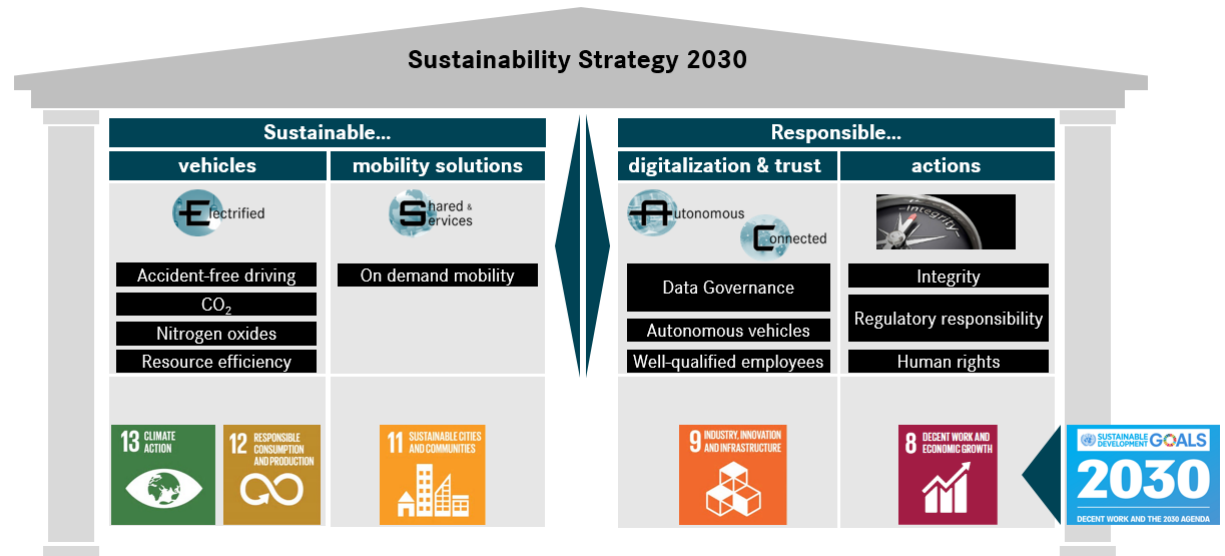 Sustainability Strategy 2030
Sustainable...
Responsible...
vehicles
mobility solutions
digitalization & trust
actions
Electrified
Shared &
Services
Autonomous
Connected
Integrity
Accident-free driving
CO₂
Nitrogen oxides
Resource efficiency
On demand mobility
Data Governance
Autonomous vehicles
Well-qualified employees
Integrity
Regulatory responsibility
Human rights
13 CLIMATE
ACTION
12 RESPONSIBLE
CONSUMPTION
AND PRODUCTION
11 SUSTAINABLE CITIES
AND COMMUNITIES
9 INDUSTRY, INNOVATION
AND INFRASTRUCTURE
8 DECENT WORK AND
ECONOMIC GROWTH
SUSTAINABLE
DEVELOPMENT GOALS
2030
DECENT WORK AND THE 2030 AGENDA